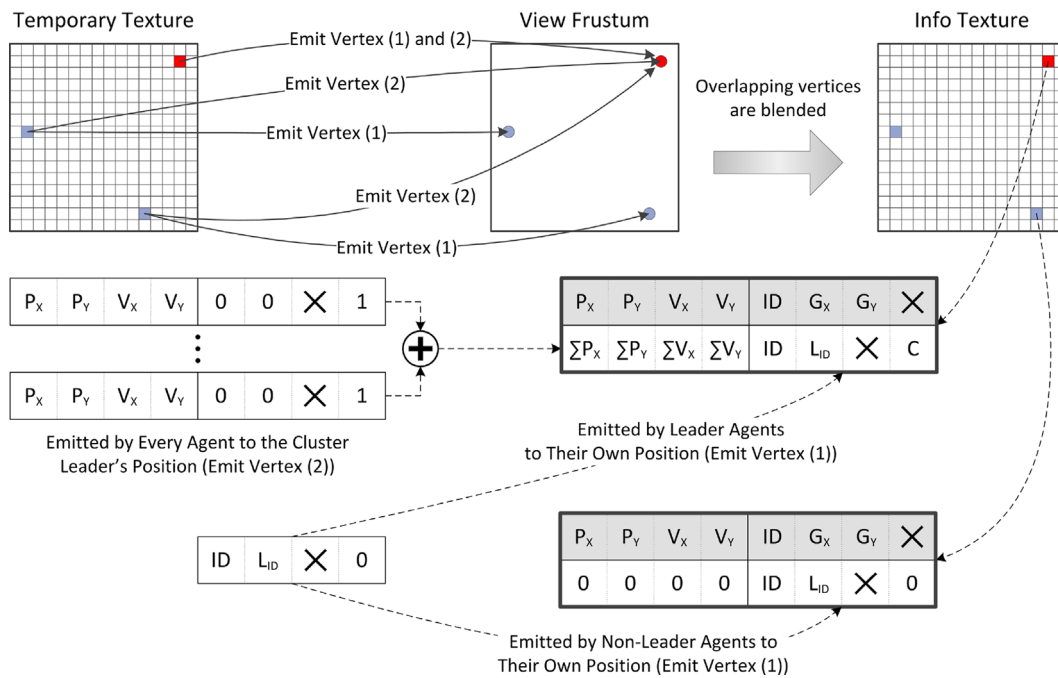 Temporary Texture
View Frustum
Info Texture
Emit Vertex (1) and (2)
Emit Vertex (2)
Emit Vertex (1)
Emit Vertex (2)
Emit Vertex (1)
Overlapping vertices
are blended
P_X P_Y V_X V_Y 0 0 ✕ 1
P_X P_Y V_X V_Y 0 0 ✕ 1
Emitted by Every Agent to the Cluster
Leader's Position (Emit Vertex (2))
P_X P_Y V_X V_Y ID G_X G_Y ✕
∑P_X ∑P_Y ∑V_X ∑V_Y ID L_ID ✕ C
Emitted by Leader Agents
to Their Own Position (Emit Vertex (1))
ID L_ID ✕ 0
P_X P_Y V_X V_Y ID G_X G_Y ✕
0 0 0 0 ID L_ID ✕ 0
Emitted by Non-Leader Agents to
Their Own Position (Emit Vertex (1))